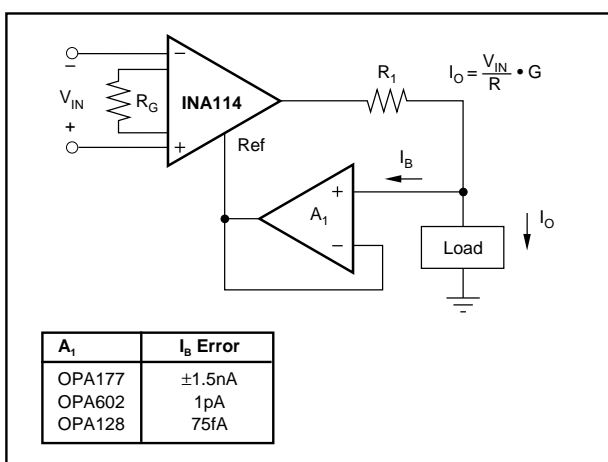 −
V_IN
+
R_G
−
INA114
+
Ref
R_1
I_O = V_IN/R • G
I_B
+
A_1
−
Load
I_O
A_1 I_B Error
OPA177 ±1.5nA
OPA602 1pA
OPA128 75fA